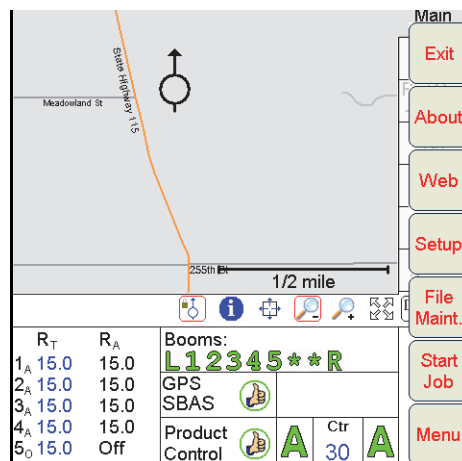 Main
Exit
About
Web
Setup
File
Maint.
Start
Job
Menu
State Highway 115
Meadowland St
255th
1/2 mile
RT RA
1A 15.0 15.0
2A 15.0 15.0
3A 15.0 15.0
4A 15.0 15.0
5O 15.0 Off
Booms:
L12345**R
GPS
SBAS
Product
Control
A
Ctr
30
A